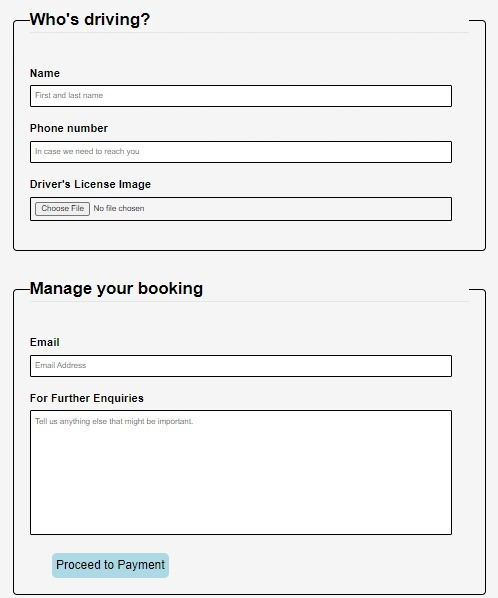 Who's driving?
Name
First and last name
Phone number
In case we need to reach you
Driver's License Image
Choose File No file chosen
Manage your booking
Email
Email Address
For Further Enquiries
Tell us anything else that might be important.
Proceed to Payment